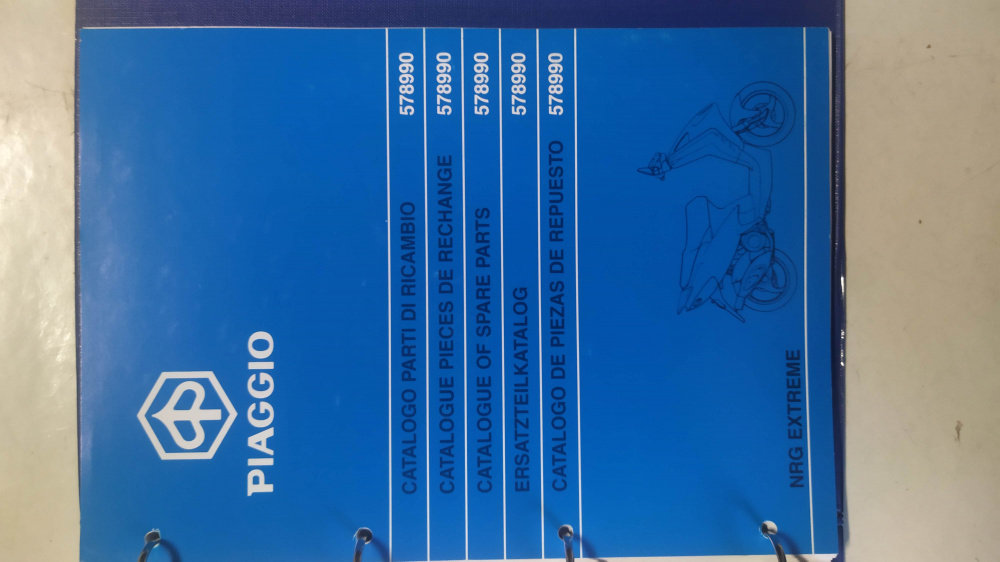 PIAGGIO
CATALOGO PARTI DI RICAMBIO 578990
CATALOGUE PIECES DE RECHANGE 578990
CATALOGUE OF SPARE PARTS 578990
ERSATZTEILKATALOG 578990
CATALOGO DE PIEZAS DE REPUESTO 578990
NRG EXTREME